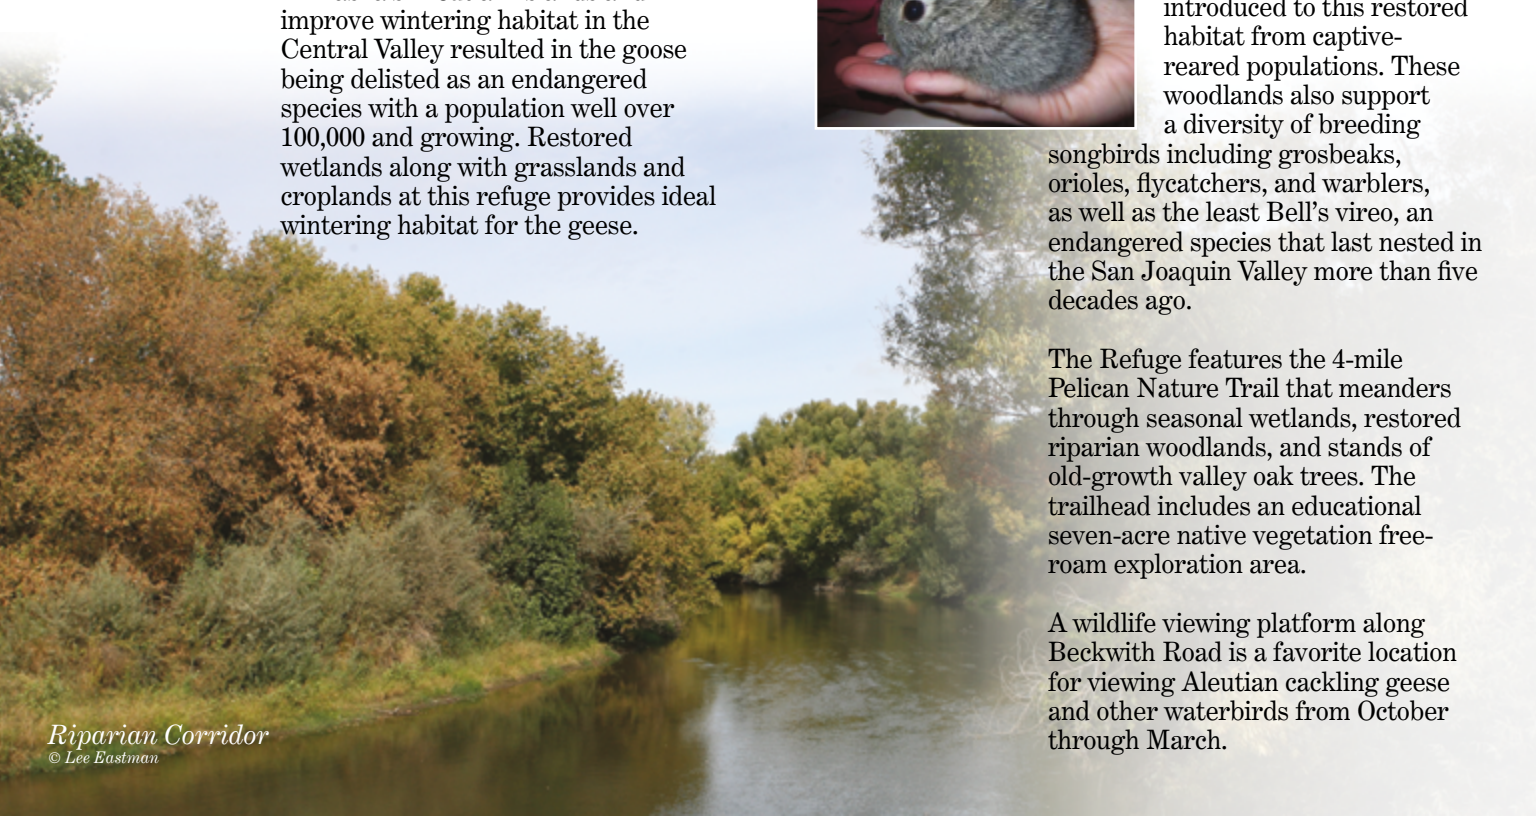 improve wintering habitat in the
Central Valley resulted in the goose
being delisted as an endangered
species with a population well over
100,000 and growing. Restored
wetlands along with grasslands and
croplands at this refuge provides ideal
wintering habitat for the geese.
introduced to this restored
habitat from captive-
reared populations. These
woodlands also support
a diversity of breeding
songbirds including grosbeaks,
orioles, flycatchers, and warblers,
as well as the least Bell’s vireo, an
endangered species that last nested in
the San Joaquin Valley more than five
decades ago.
The Refuge features the 4-mile
Pelican Nature Trail that meanders
through seasonal wetlands, restored
riparian woodlands, and stands of
old-growth valley oak trees. The
trailhead includes an educational
seven-acre native vegetation free-
roam exploration area.
A wildlife viewing platform along
Beckwith Road is a favorite location
for viewing Aleutian cackling geese
and other waterbirds from October
through March.
Riparian Corridor
© Lee Eastman